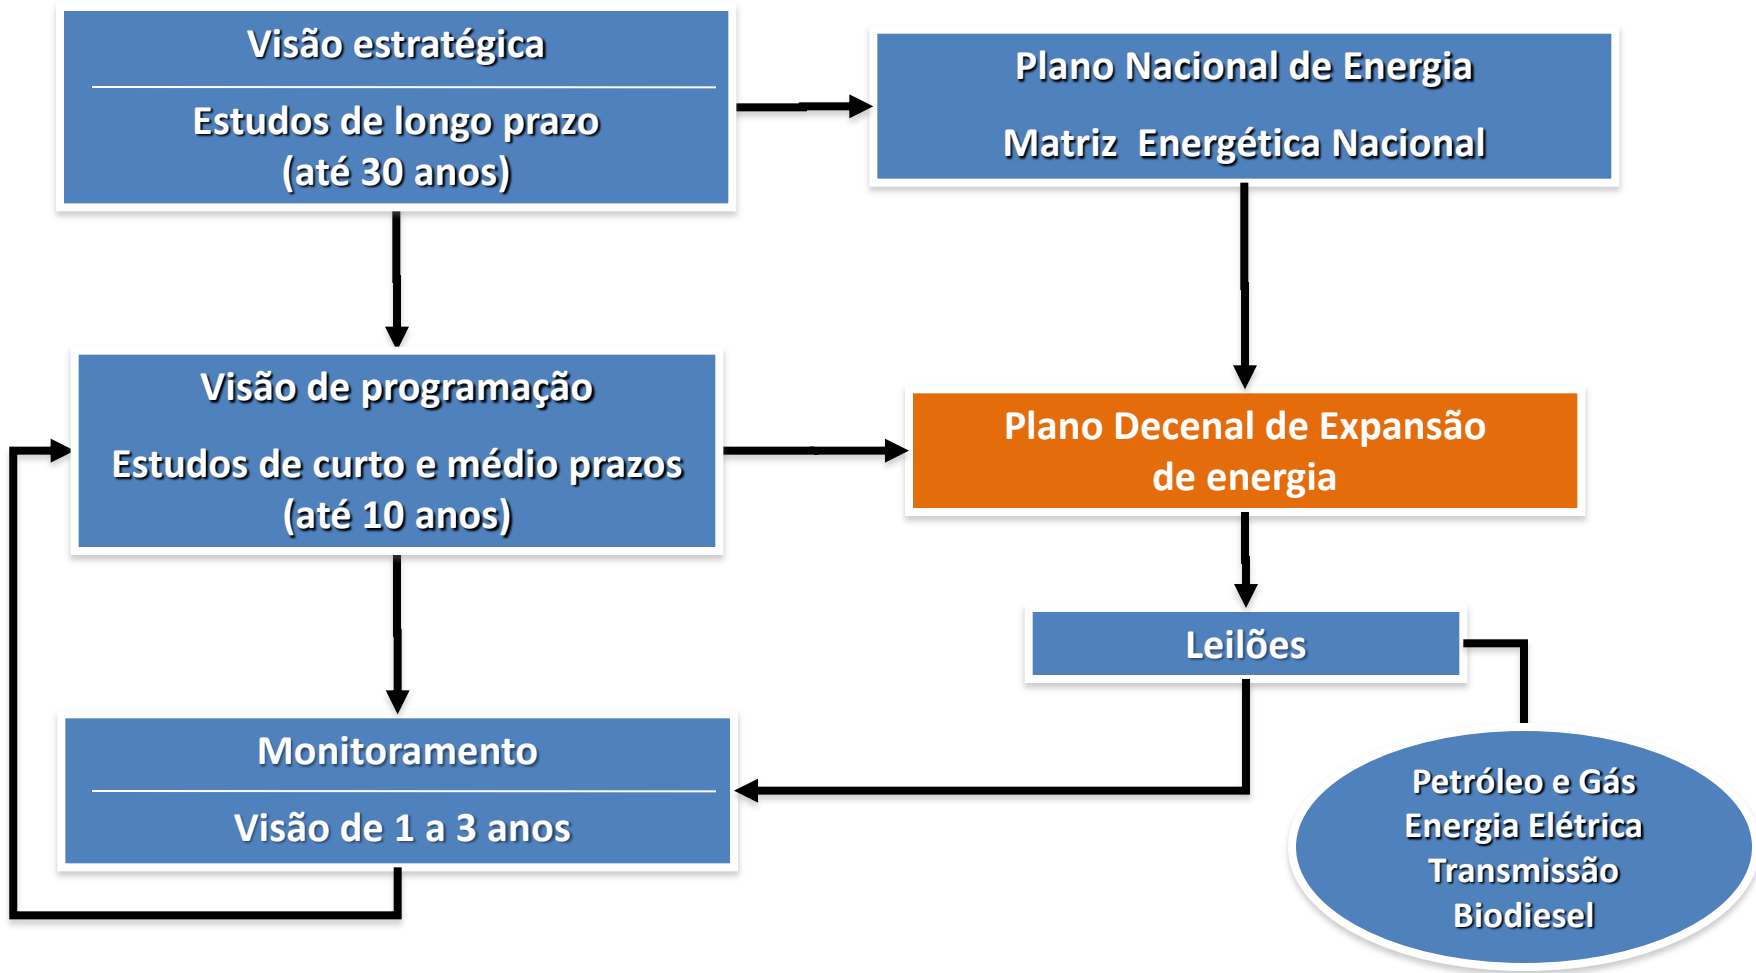 Visão estratégica
Estudos de longo prazo
(até 30 anos)
Plano Nacional de Energia
Matriz Energética Nacional
Visão de programação
Estudos de curto e médio prazos
(até 10 anos)
Plano Decenal de Expansão
de energia
Leilões
Monitoramento
Visão de 1 a 3 anos
Petróleo e Gás
Energia Elétrica
Transmissão
Biodiesel